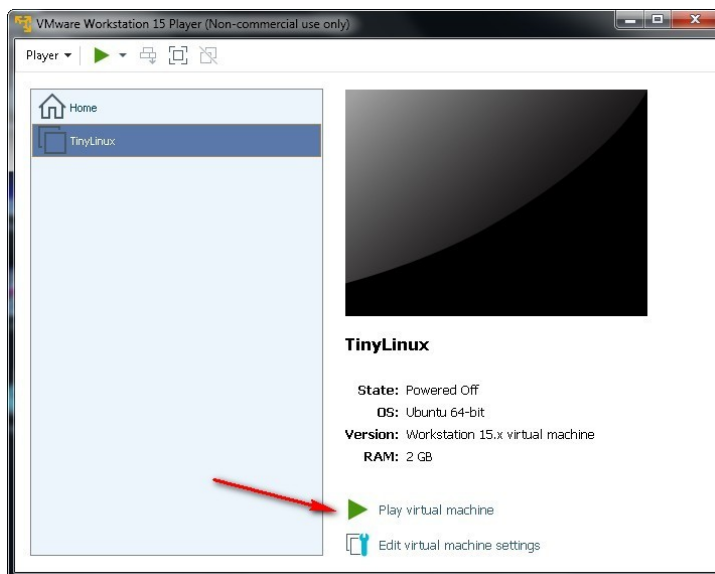 VMware Workstation 15 Player (Non-commercial use only)
Player
Home
TinyLinux
TinyLinux
State: Powered Off
OS: Ubuntu 64-bit
Version: Workstation 15.x virtual machine
RAM: 2 GB
Play virtual machine
Edit virtual machine settings